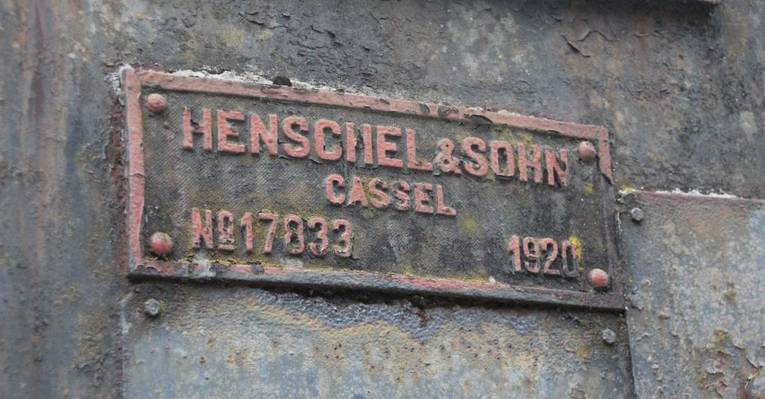 HENSCHEL & SOHN
CASSEL
№ 17833 1920